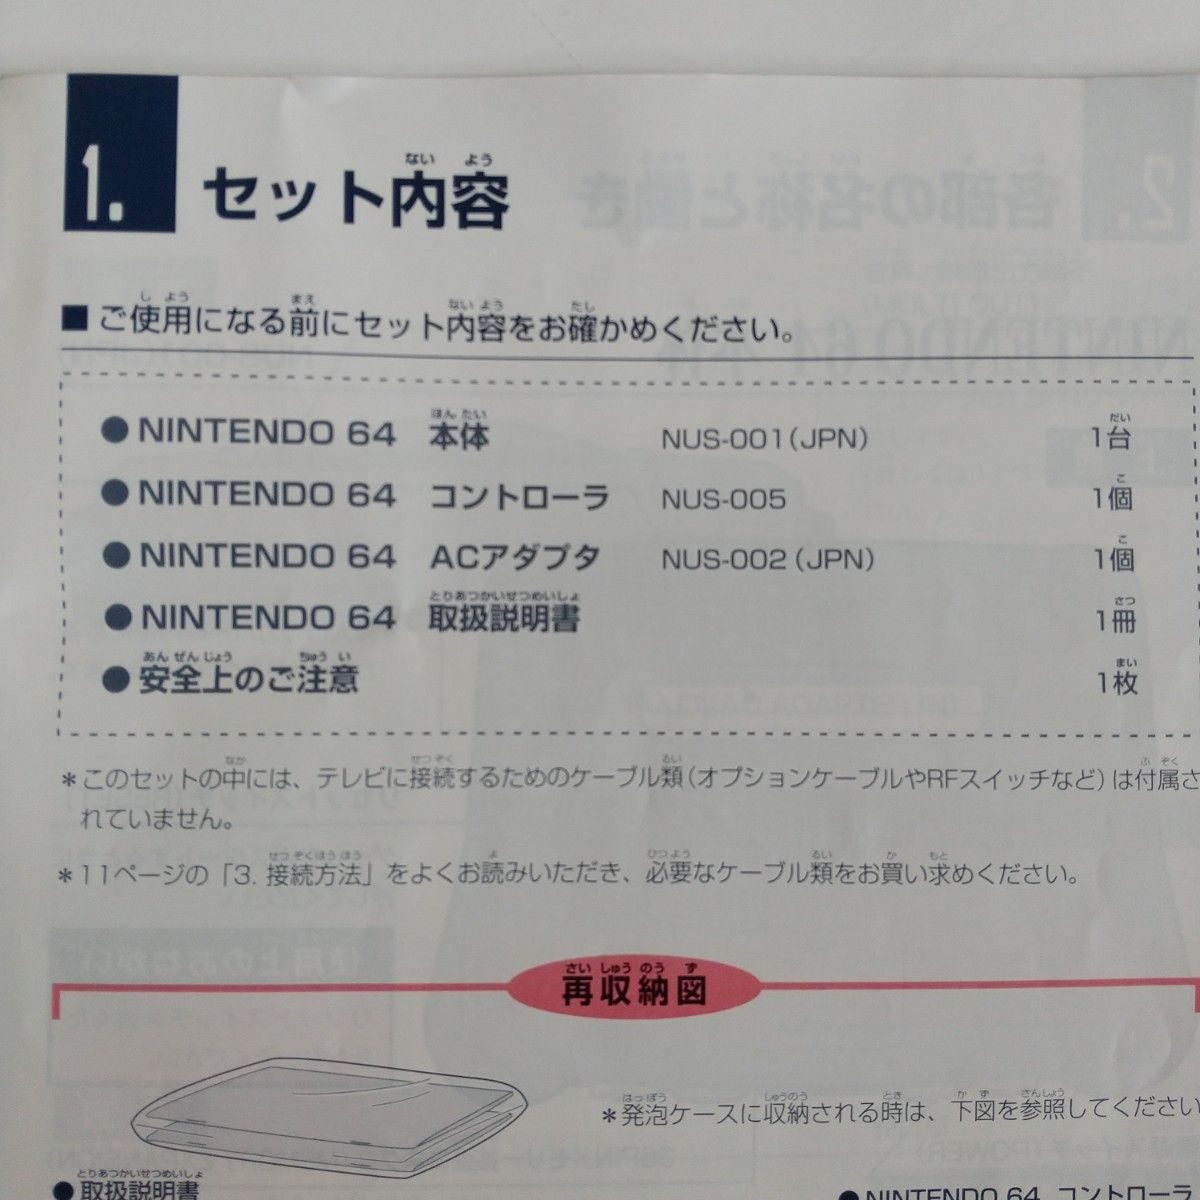 1. セット内容
■ご使用になる前にセット内容をお確かめください。
●NINTENDO 64 本体 NUS-001(JPN) 1台
●NINTENDO 64 コントローラ NUS-005 1個
●NINTENDO 64 ACアダプタ NUS-002(JPN) 1個
●NINTENDO 64 取扱説明書 1冊
●安全上のご注意 1枚
*このセットの中には、テレビに接続するためのケーブル類(オプションケーブルやRFスイッチなど)は付属さ
れていません。
*11ページの「3. 接続方法」をよくお読みいただき、必要なケーブル類をお買い求めください。
再収納図
*発泡ケースに収納される時は、下図を参照してください
●取扱説明書
●NINTENDO 64 コントローラ